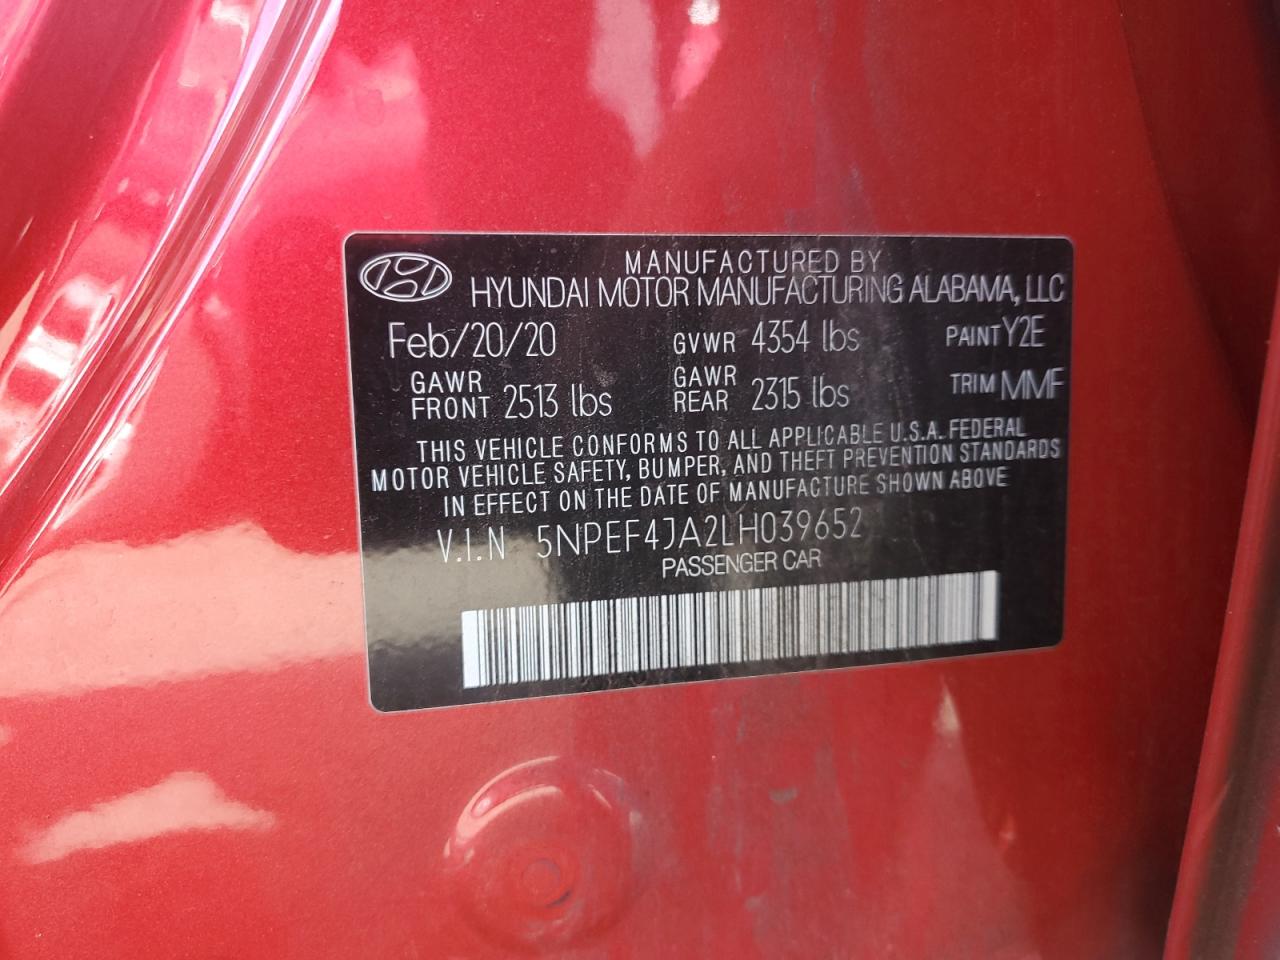 MANUFACTURED BY
HYUNDAI MOTOR MANUFACTURING ALABAMA, LLC
Feb/20/20 GVWR 4354 lbs PAINT Y2E
GAWR FRONT 2513 lbs GAWR REAR 2315 lbs TRIM MMF
THIS VEHICLE CONFORMS TO ALL APPLICABLE U.S.A. FEDERAL
MOTOR VEHICLE SAFETY, BUMPER, AND THEFT PREVENTION STANDARDS
IN EFFECT ON THE DATE OF MANUFACTURE SHOWN ABOVE
V.I.N 5NPEF4JA2LH039652
PASSENGER CAR